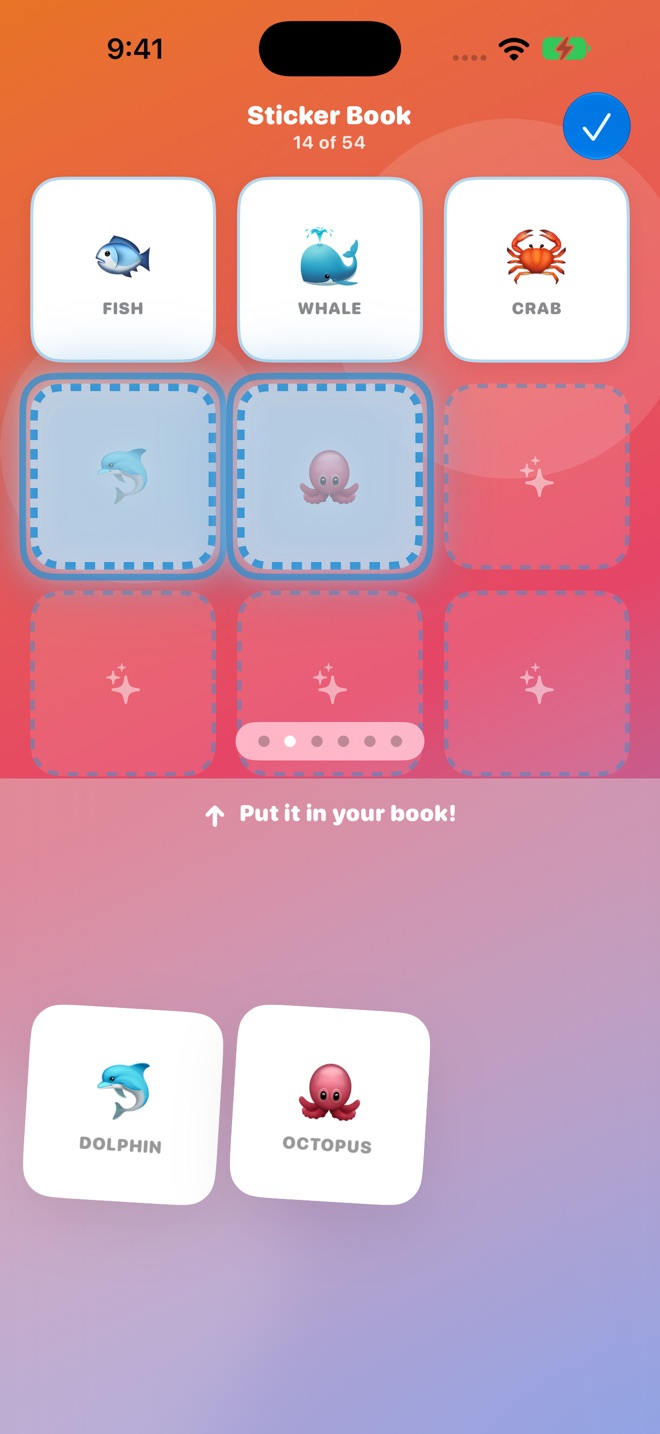 9:41
Sticker Book
14 of 54
FISH
WHALE
CRAB
Put it in your book!
DOLPHIN
OCTOPUS